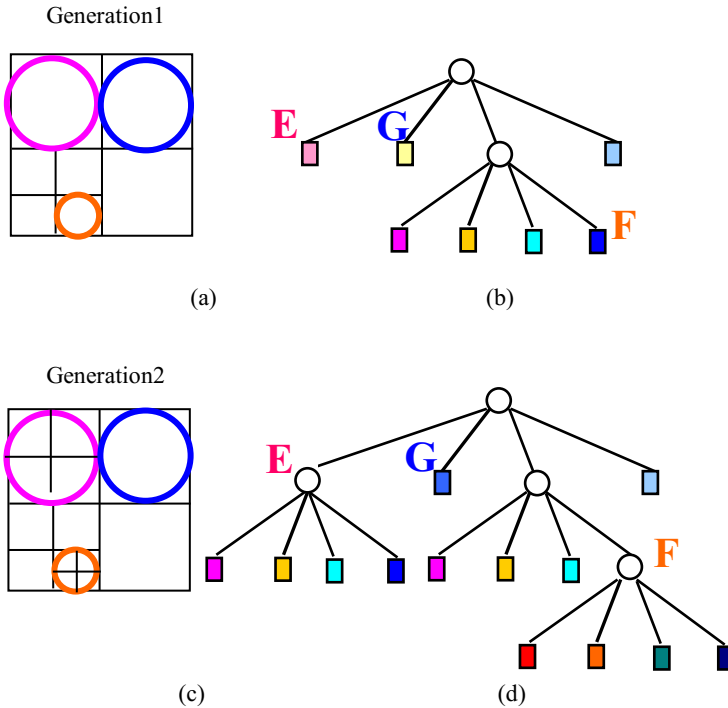 Generation1
E
G
F
(a)
(b)
Generation2
E
G
F
(c)
(d)